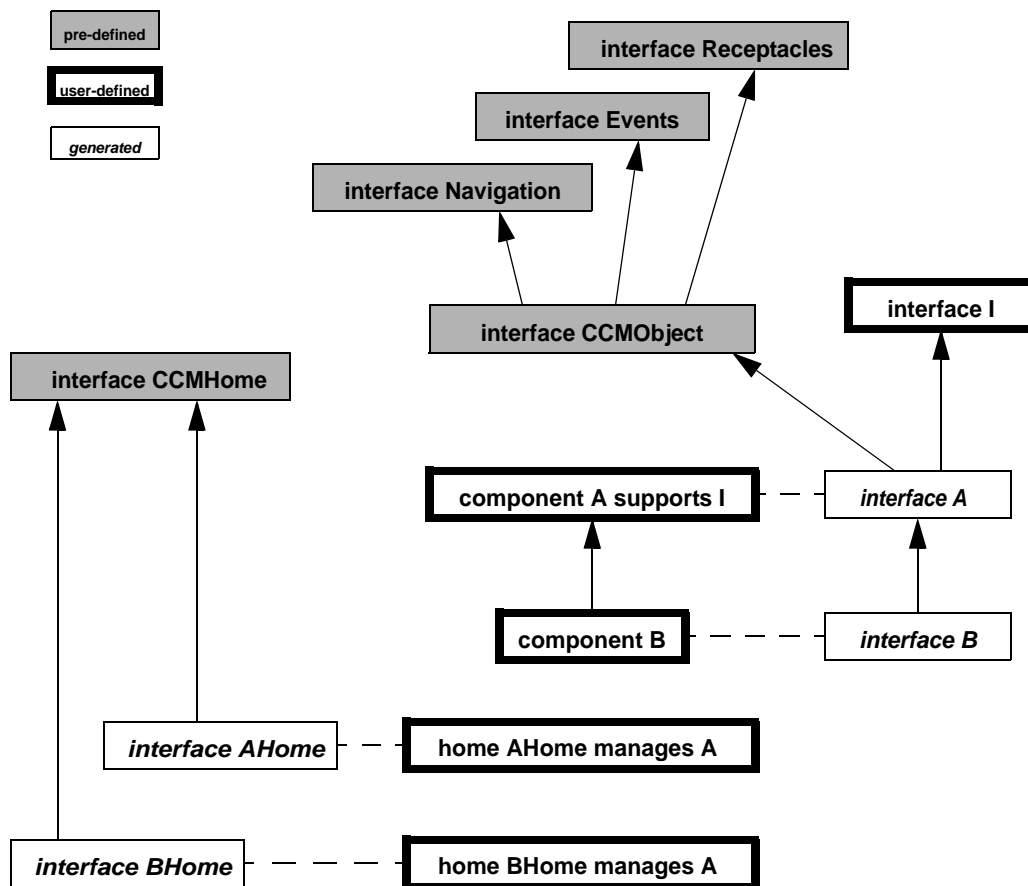 pre-defined
user-defined
generated
interface Receptacles
interface Events
interface Navigation
interface I
interface CCMObject
interface CCMHome
component A supports I
interface A
component B
interface B
interface AHome
home AHome manages A
interface BHome
home BHome manages A